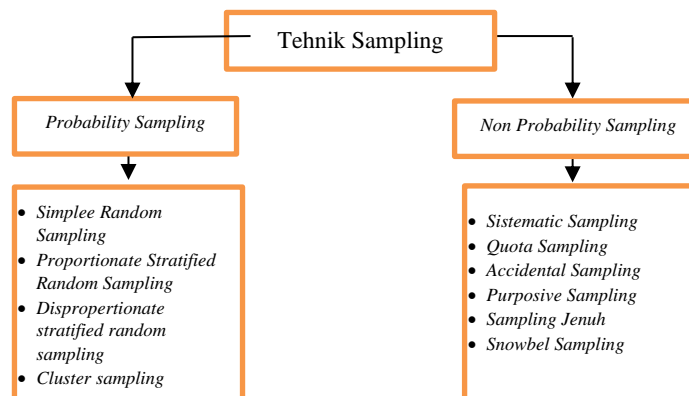 Tehnik Sampling
Probability Sampling
Non Probability Sampling
• Simplee Random
Sampling
• Proportionate Stratified
Random Sampling
• Dispropertionate
stratified random
sampling
• Cluster sampling
• Sistematic Sampling
• Quota Sampling
• Accidental Sampling
• Purposive Sampling
• Sampling Jenuh
• Snowbel Sampling